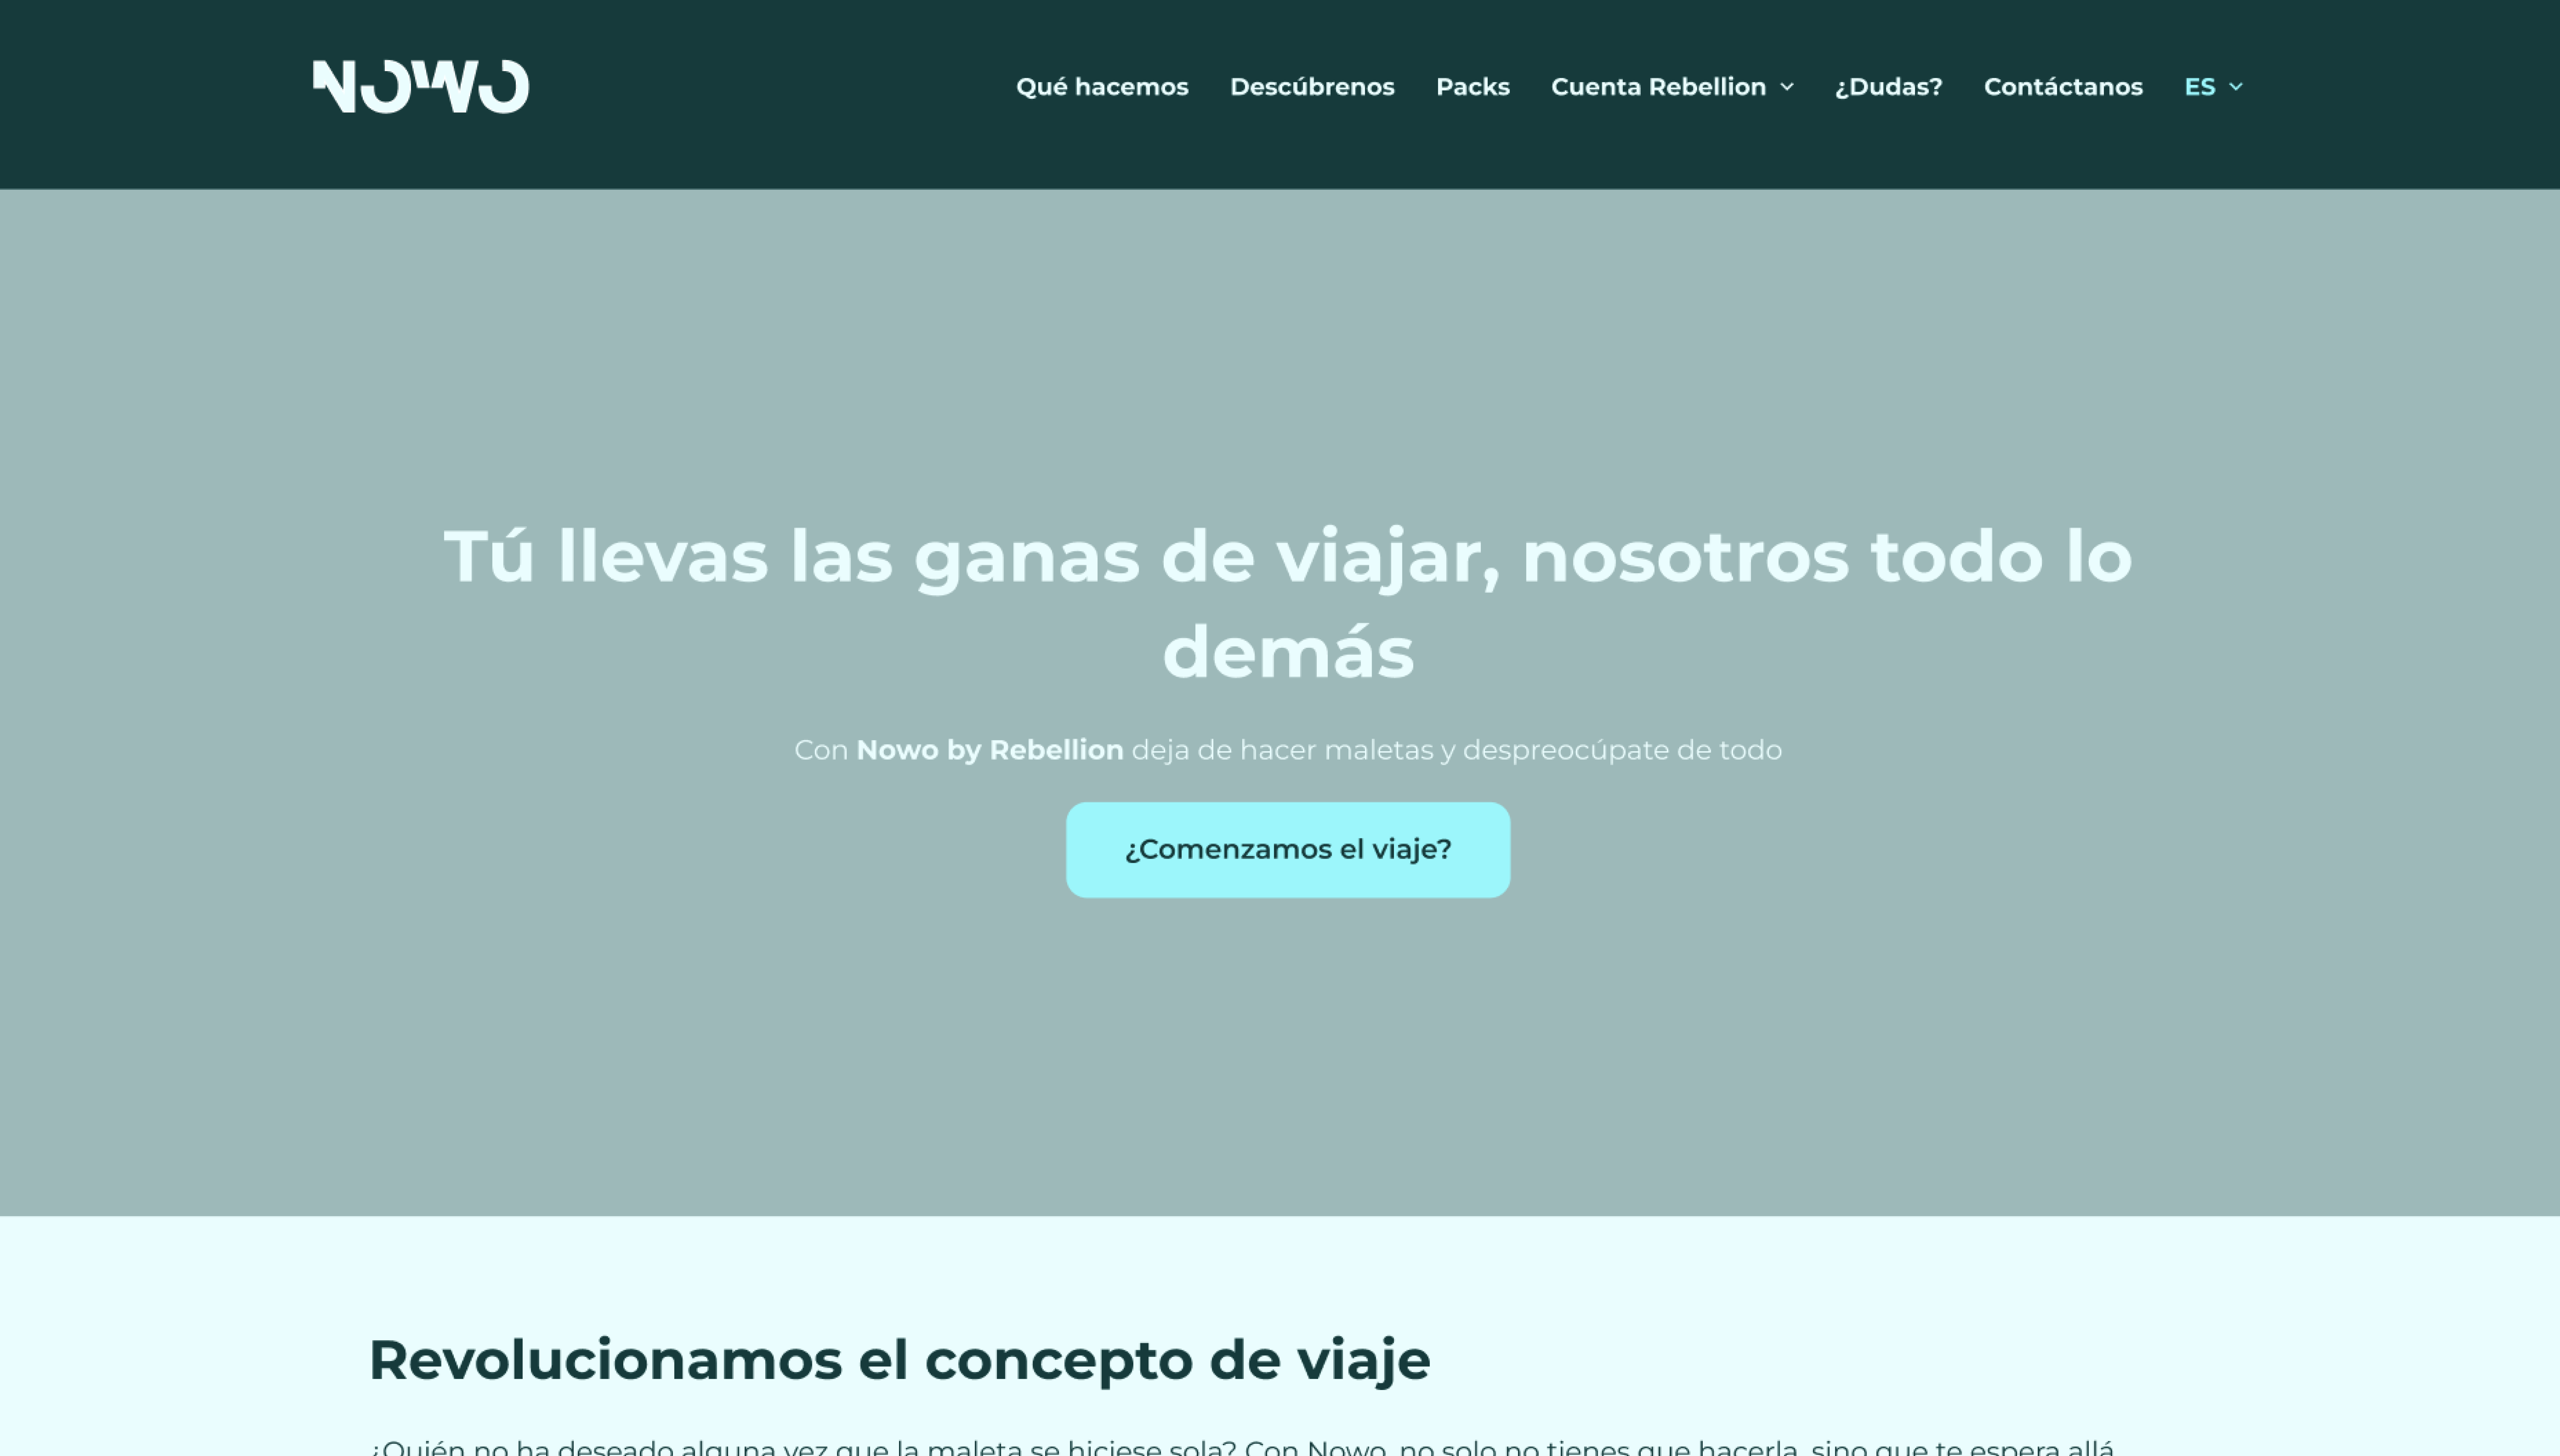 NOWO
Qué hacemos Descúbrenos Packs Cuenta Rebellion ¿Dudas? Contáctanos ES
Tú llevas las ganas de viajar, nosotros todo lo
demás
Con Nowo by Rebellion deja de hacer maletas y despreocúpate de todo
¿Comenzamos el viaje?
Revolucionamos el concepto de viaje
¿Quién no ha deseado alguna vez que la maleta se hiciese sola? Con Nowo, no solo no tienes que hacerla, sino que te espera allá